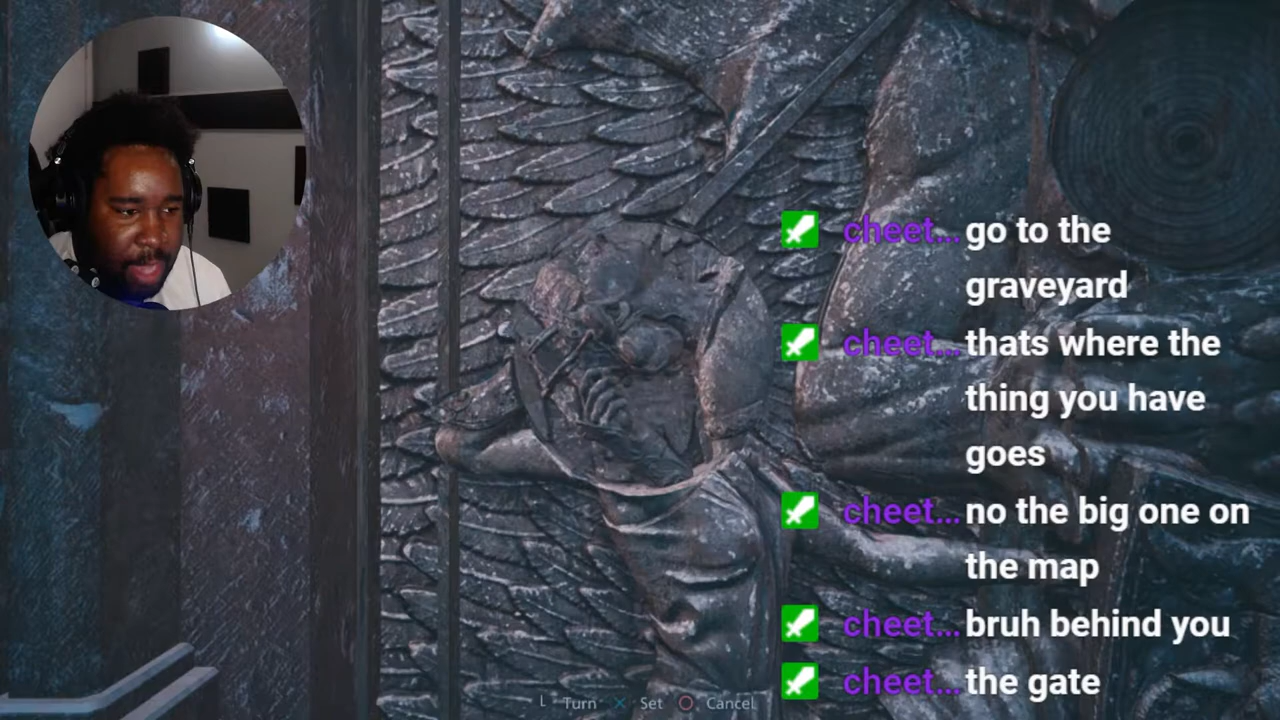 cheet... go to the
graveyard
cheet... thats where the
thing you have
goes
cheet... no the big one on
the map
cheet... bruh behind you
cheet... the gate
L Turn X Set O Cancel